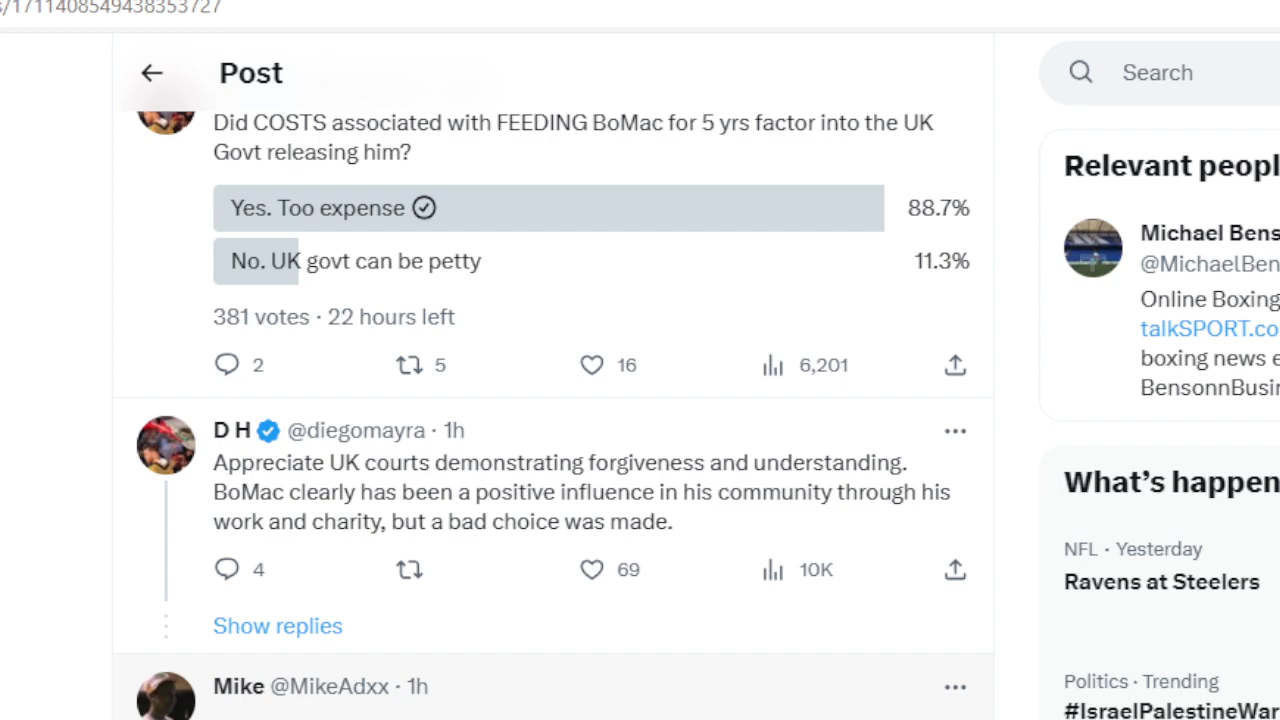 s/1711408549438353727
Post
Search
Did COSTS associated with FEEDING BoMac for 5 yrs factor into the UK
Govt releasing him?
Yes. Too expense
88.7%
No. UK govt can be petty
11.3%
381 votes · 22 hours left
2
5
16
6,201
D H @diegomayra · 1h
Appreciate UK courts demonstrating forgiveness and understanding.
BoMac clearly has been a positive influence in his community through his
work and charity, but a bad choice was made.
4
69
10K
Show replies
Mike @MikeAdxx · 1h
Relevant peopl
Michael Bens
@MichaelBen
Online Boxing
talkSPORT.co
boxing news e
BensonnBusin
What's happen
NFL · Yesterday
Ravens at Steelers
Politics · Trending
#IsraelPalestineWar